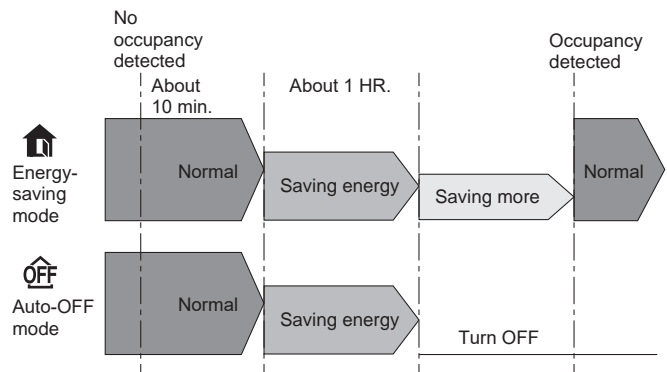 No
occupancy
detected
About
10 min.
About 1 HR.
Occupancy
detected
Energy-
saving
mode
Normal
Saving energy
Saving more
Normal
OFF
Auto-OFF
mode
Normal
Saving energy
Turn OFF